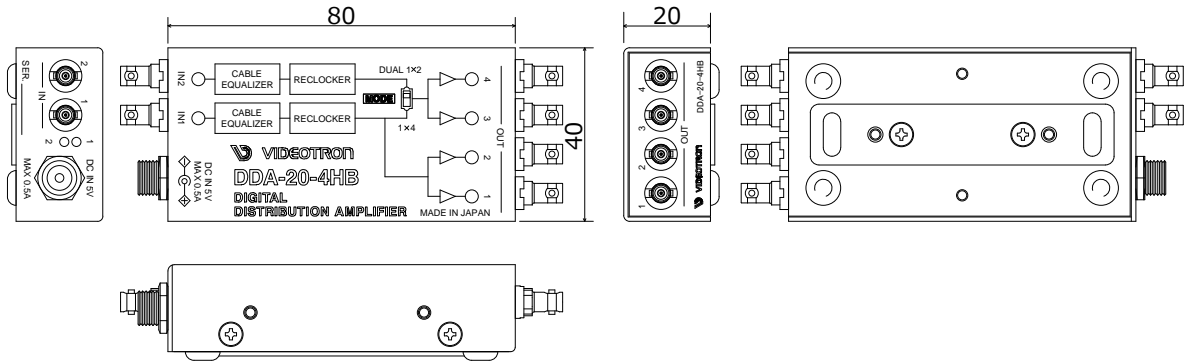 80
20
40
SER.
IN
2
1
2
1
DC IN 5V
MAX 0.5A
IN2
CABLE
EQUALIZER
RECLOCKER
DUAL 1×2
4
MODE
IN1
CABLE
EQUALIZER
RECLOCKER
1×4
3
OUT
VIDEOTRON
2
DC IN 5V
MAX 0.5A
DDA-20-4HB
DIGITAL
DISTRIBUTION AMPLIFIER
1
MADE IN JAPAN
4
3
2
1
OUT
DDA-20-4HB
VIDEOTRON